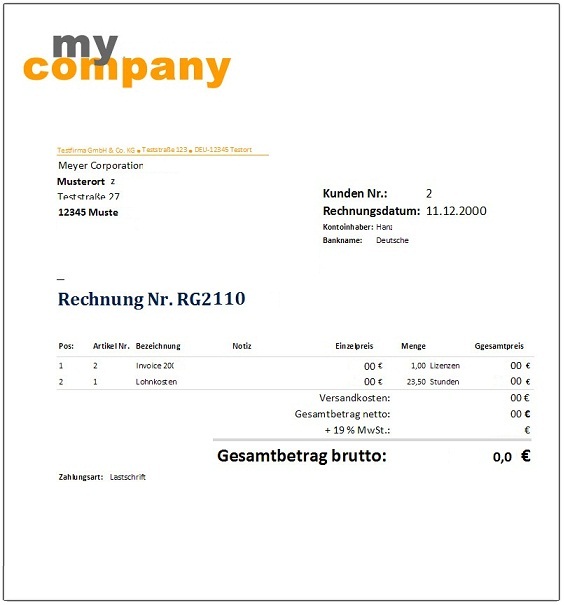 my
company
Testfirma GmbH & Co. KG ● Teststraße 123 ● DEU-12345 Testort
Meyer Corporation
Musterort 2
Teststraße 27
12345 Muste
Kunden Nr.: 2
Rechnungsdatum: 11.12.2000
Kontoinhaber: Hans
Bankname: Deutsche
Rechnung Nr. RG2110
Pos: Artikel Nr. Bezeichnung Notiz Einzelpreis Menge Ggesamtpreis
1 2 Invoice 200 00 € 1,00 Lizenzen 00 €
2 1 Lohnkosten 00 € 23,50 Stunden 00 €
Versandkosten: 00 €
Gesamtbetrag netto: 00 €
+ 19 % MwSt.: €
Gesamtbetrag brutto: 0,0 €
Zahlungsart: Lastschrift